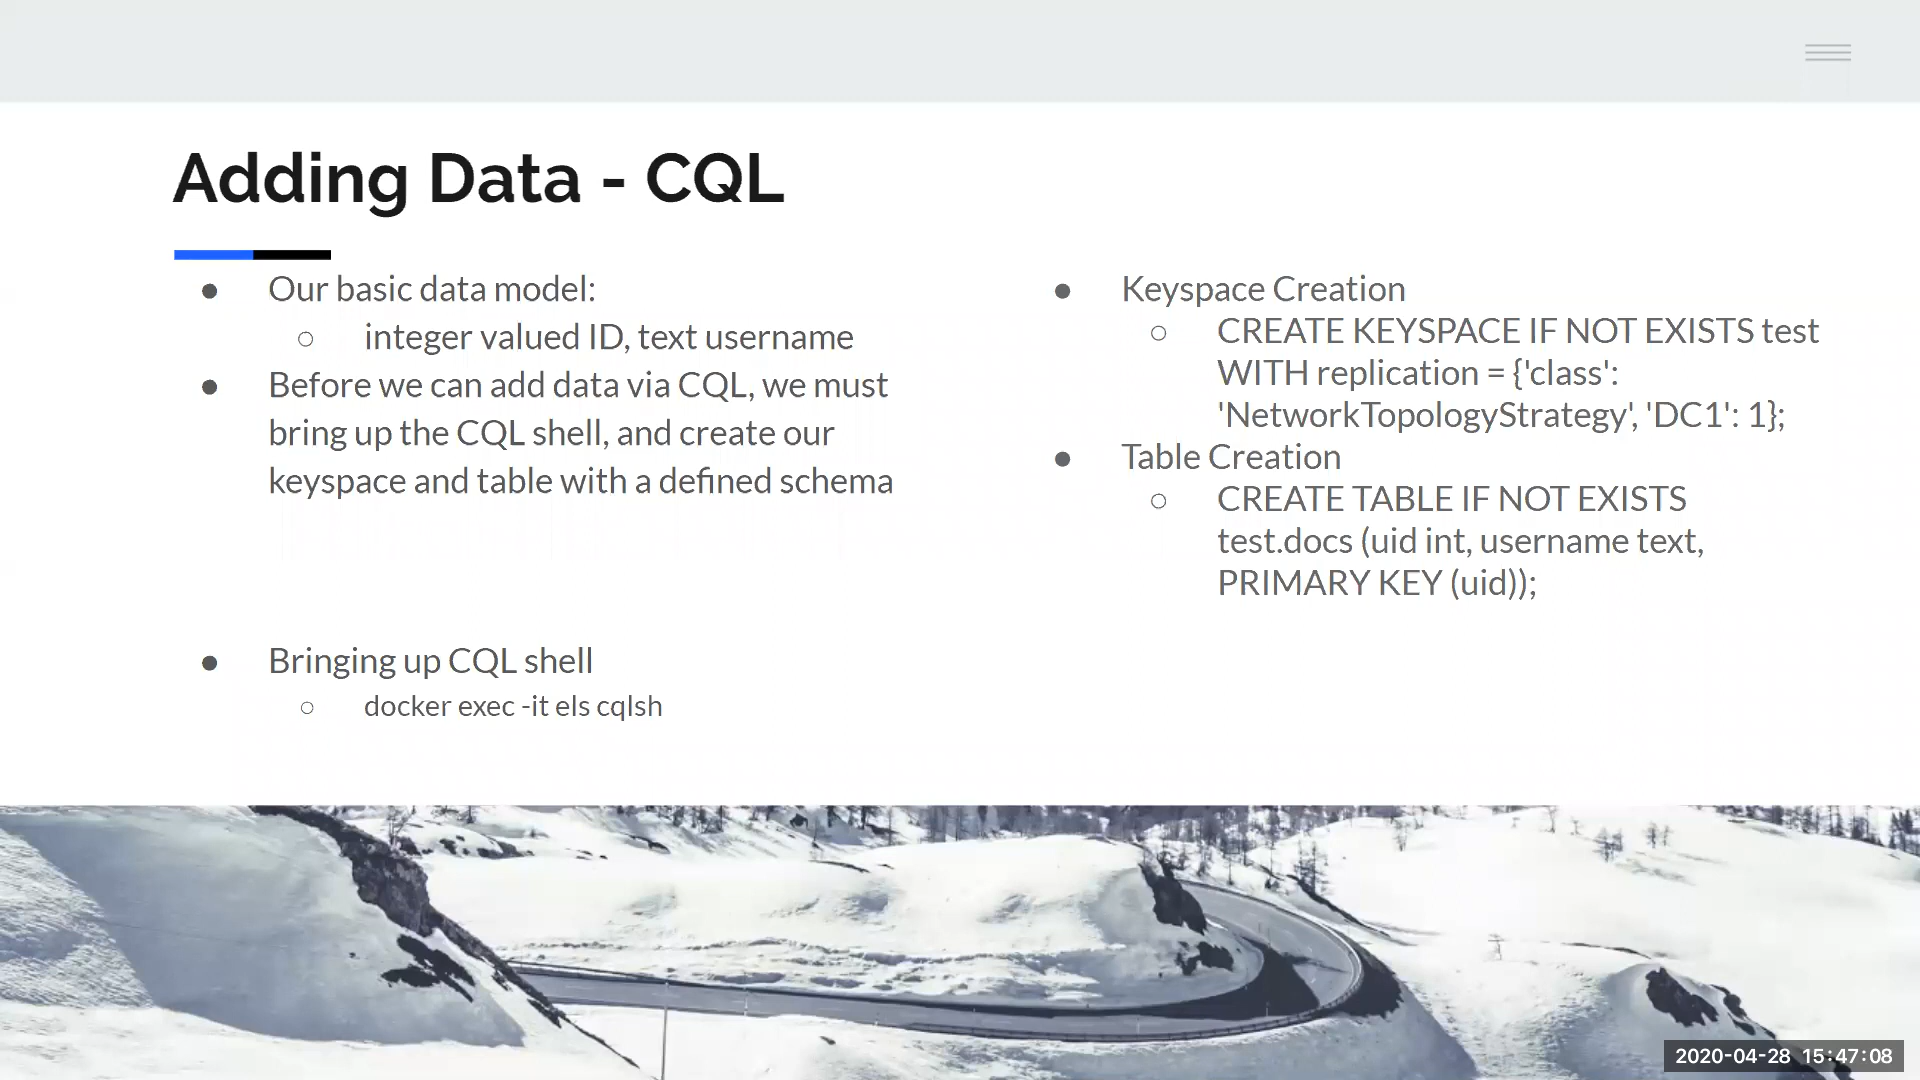 Adding Data - CQL
● Our basic data model:
○ integer valued ID, text username
● Before we can add data via CQL, we must
bring up the CQL shell, and create our
keyspace and table with a defined schema
● Bringing up CQL shell
○ docker exec -it els cqlsh
● Keyspace Creation
○ CREATE KEYSPACE IF NOT EXISTS test
WITH replication = {'class':
'NetworkTopologyStrategy', 'DC1': 1};
● Table Creation
○ CREATE TABLE IF NOT EXISTS
test.docs (uid int, username text,
PRIMARY KEY (uid));
2020-04-28 15:47:08